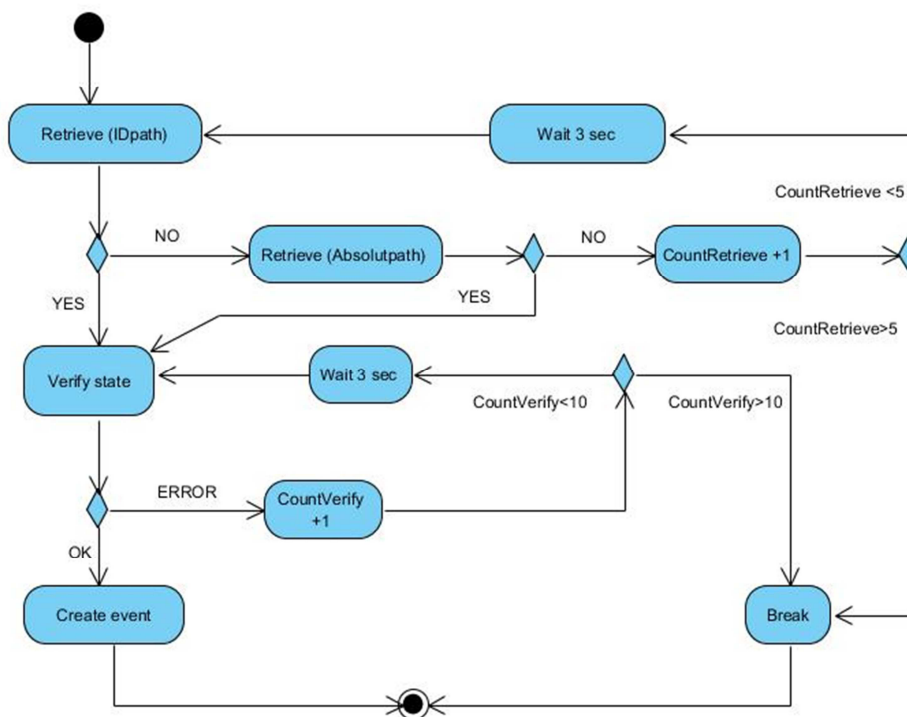 Retrieve (IDpath)
Wait 3 sec
CountRetrieve <5
NO
Retrieve (Absolutpath)
NO
CountRetrieve +1
YES
YES
CountRetrieve>5
Verify state
Wait 3 sec
CountVerify<10
CountVerify>10
ERROR
CountVerify
+1
OK
Create event
Break